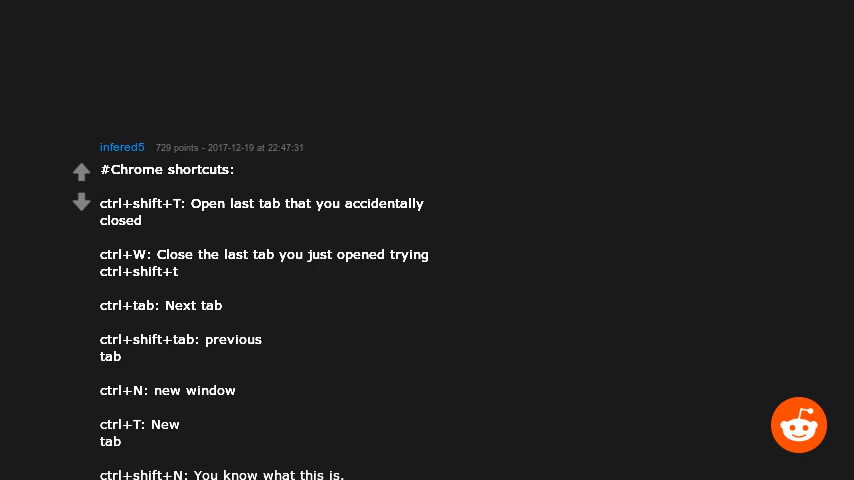 infered5 729 points - 2017-12-19 at 22:47:31
#Chrome shortcuts:
ctrl+shift+T: Open last tab that you accidentally
closed
ctrl+W: Close the last tab you just opened trying
ctrl+shift+t
ctrl+tab: Next tab
ctrl+shift+tab: previous
tab
ctrl+N: new window
ctrl+T: New
tab
ctrl+shift+N: You know what this is.